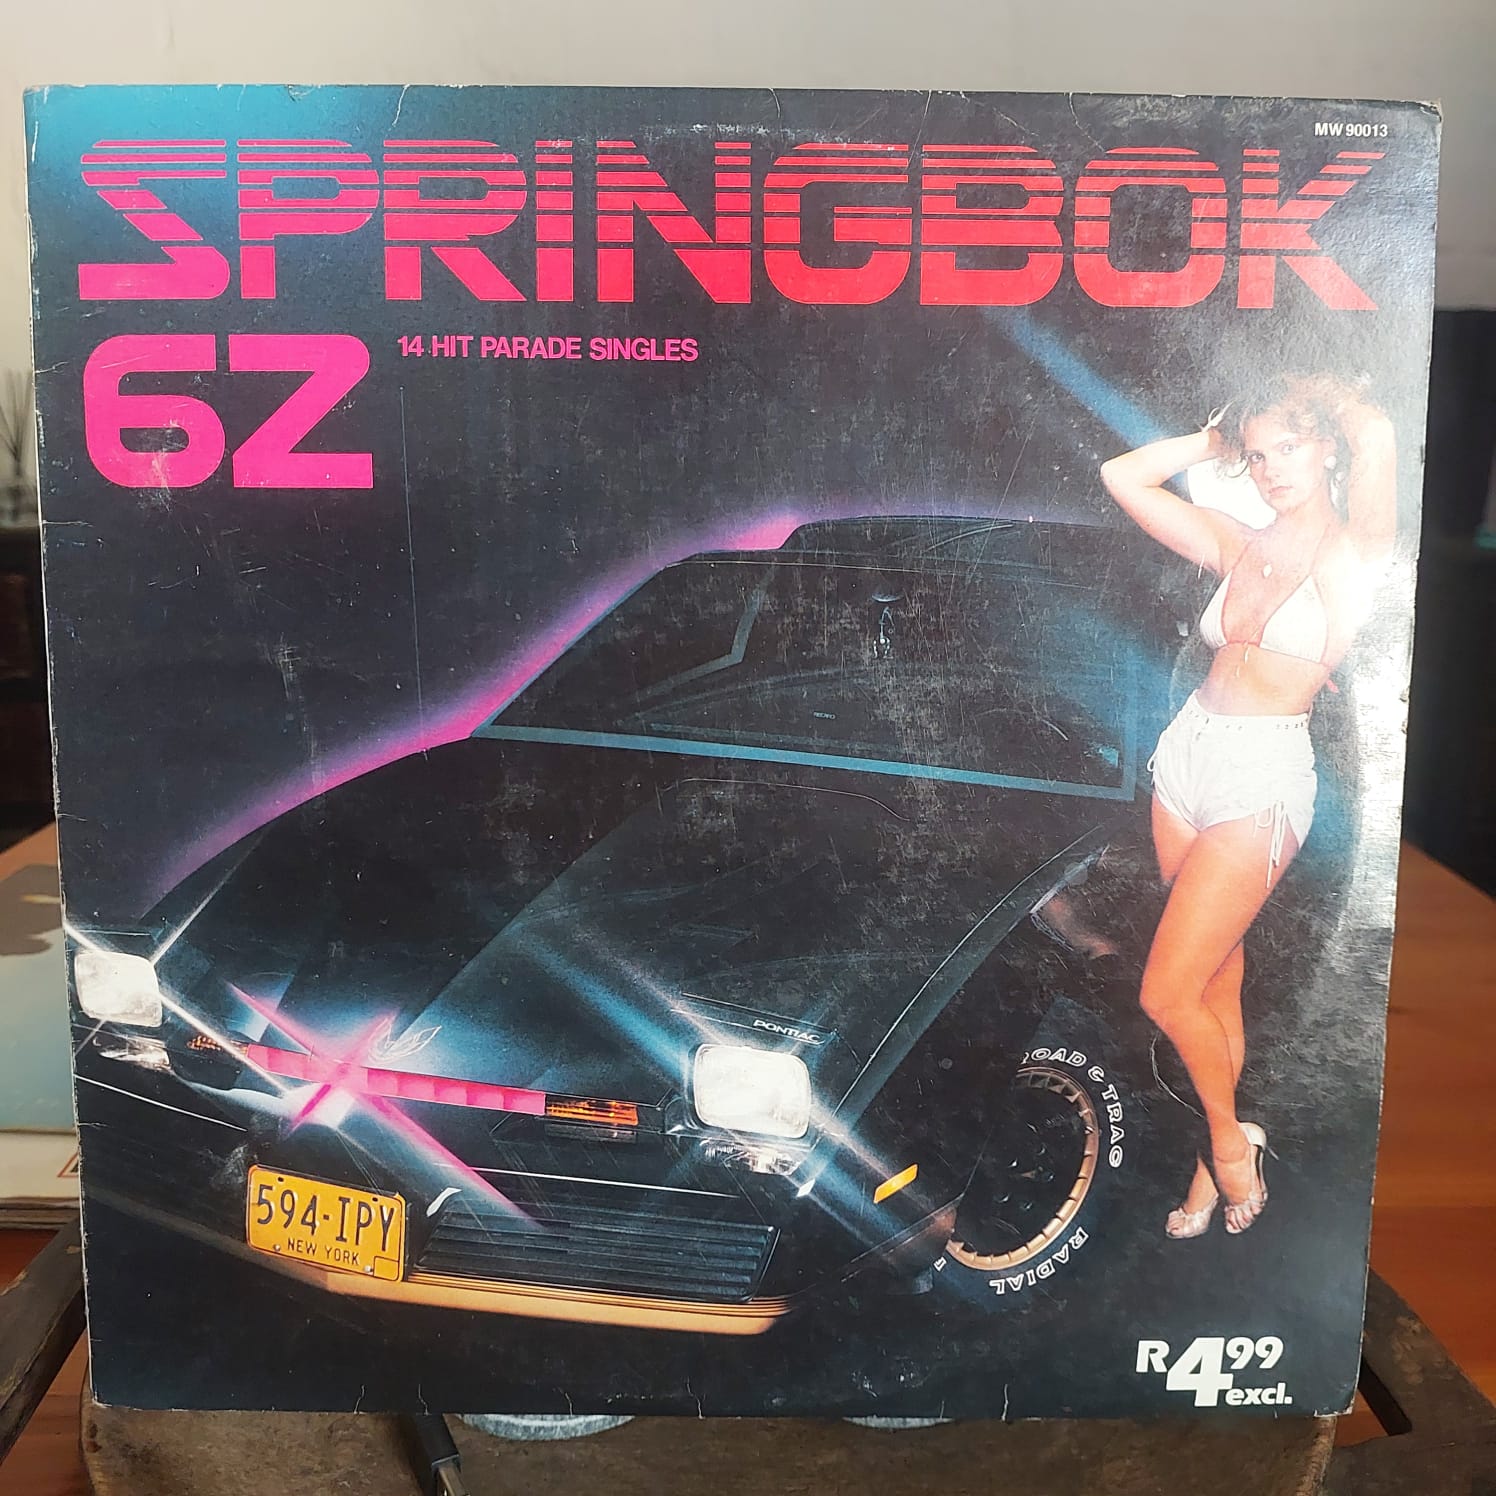 MW 90013
SPRINGBOK
62
14 HIT PARADE SINGLES
RECARO
PONTIAC
ROAD & TRAC
RADIAL T
594-IPY
NEW YORK
R4.99
excl.